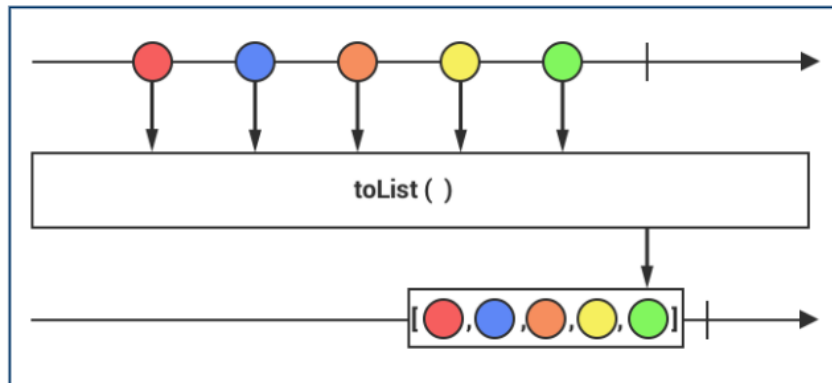 toList ( )
[ , , , , ]